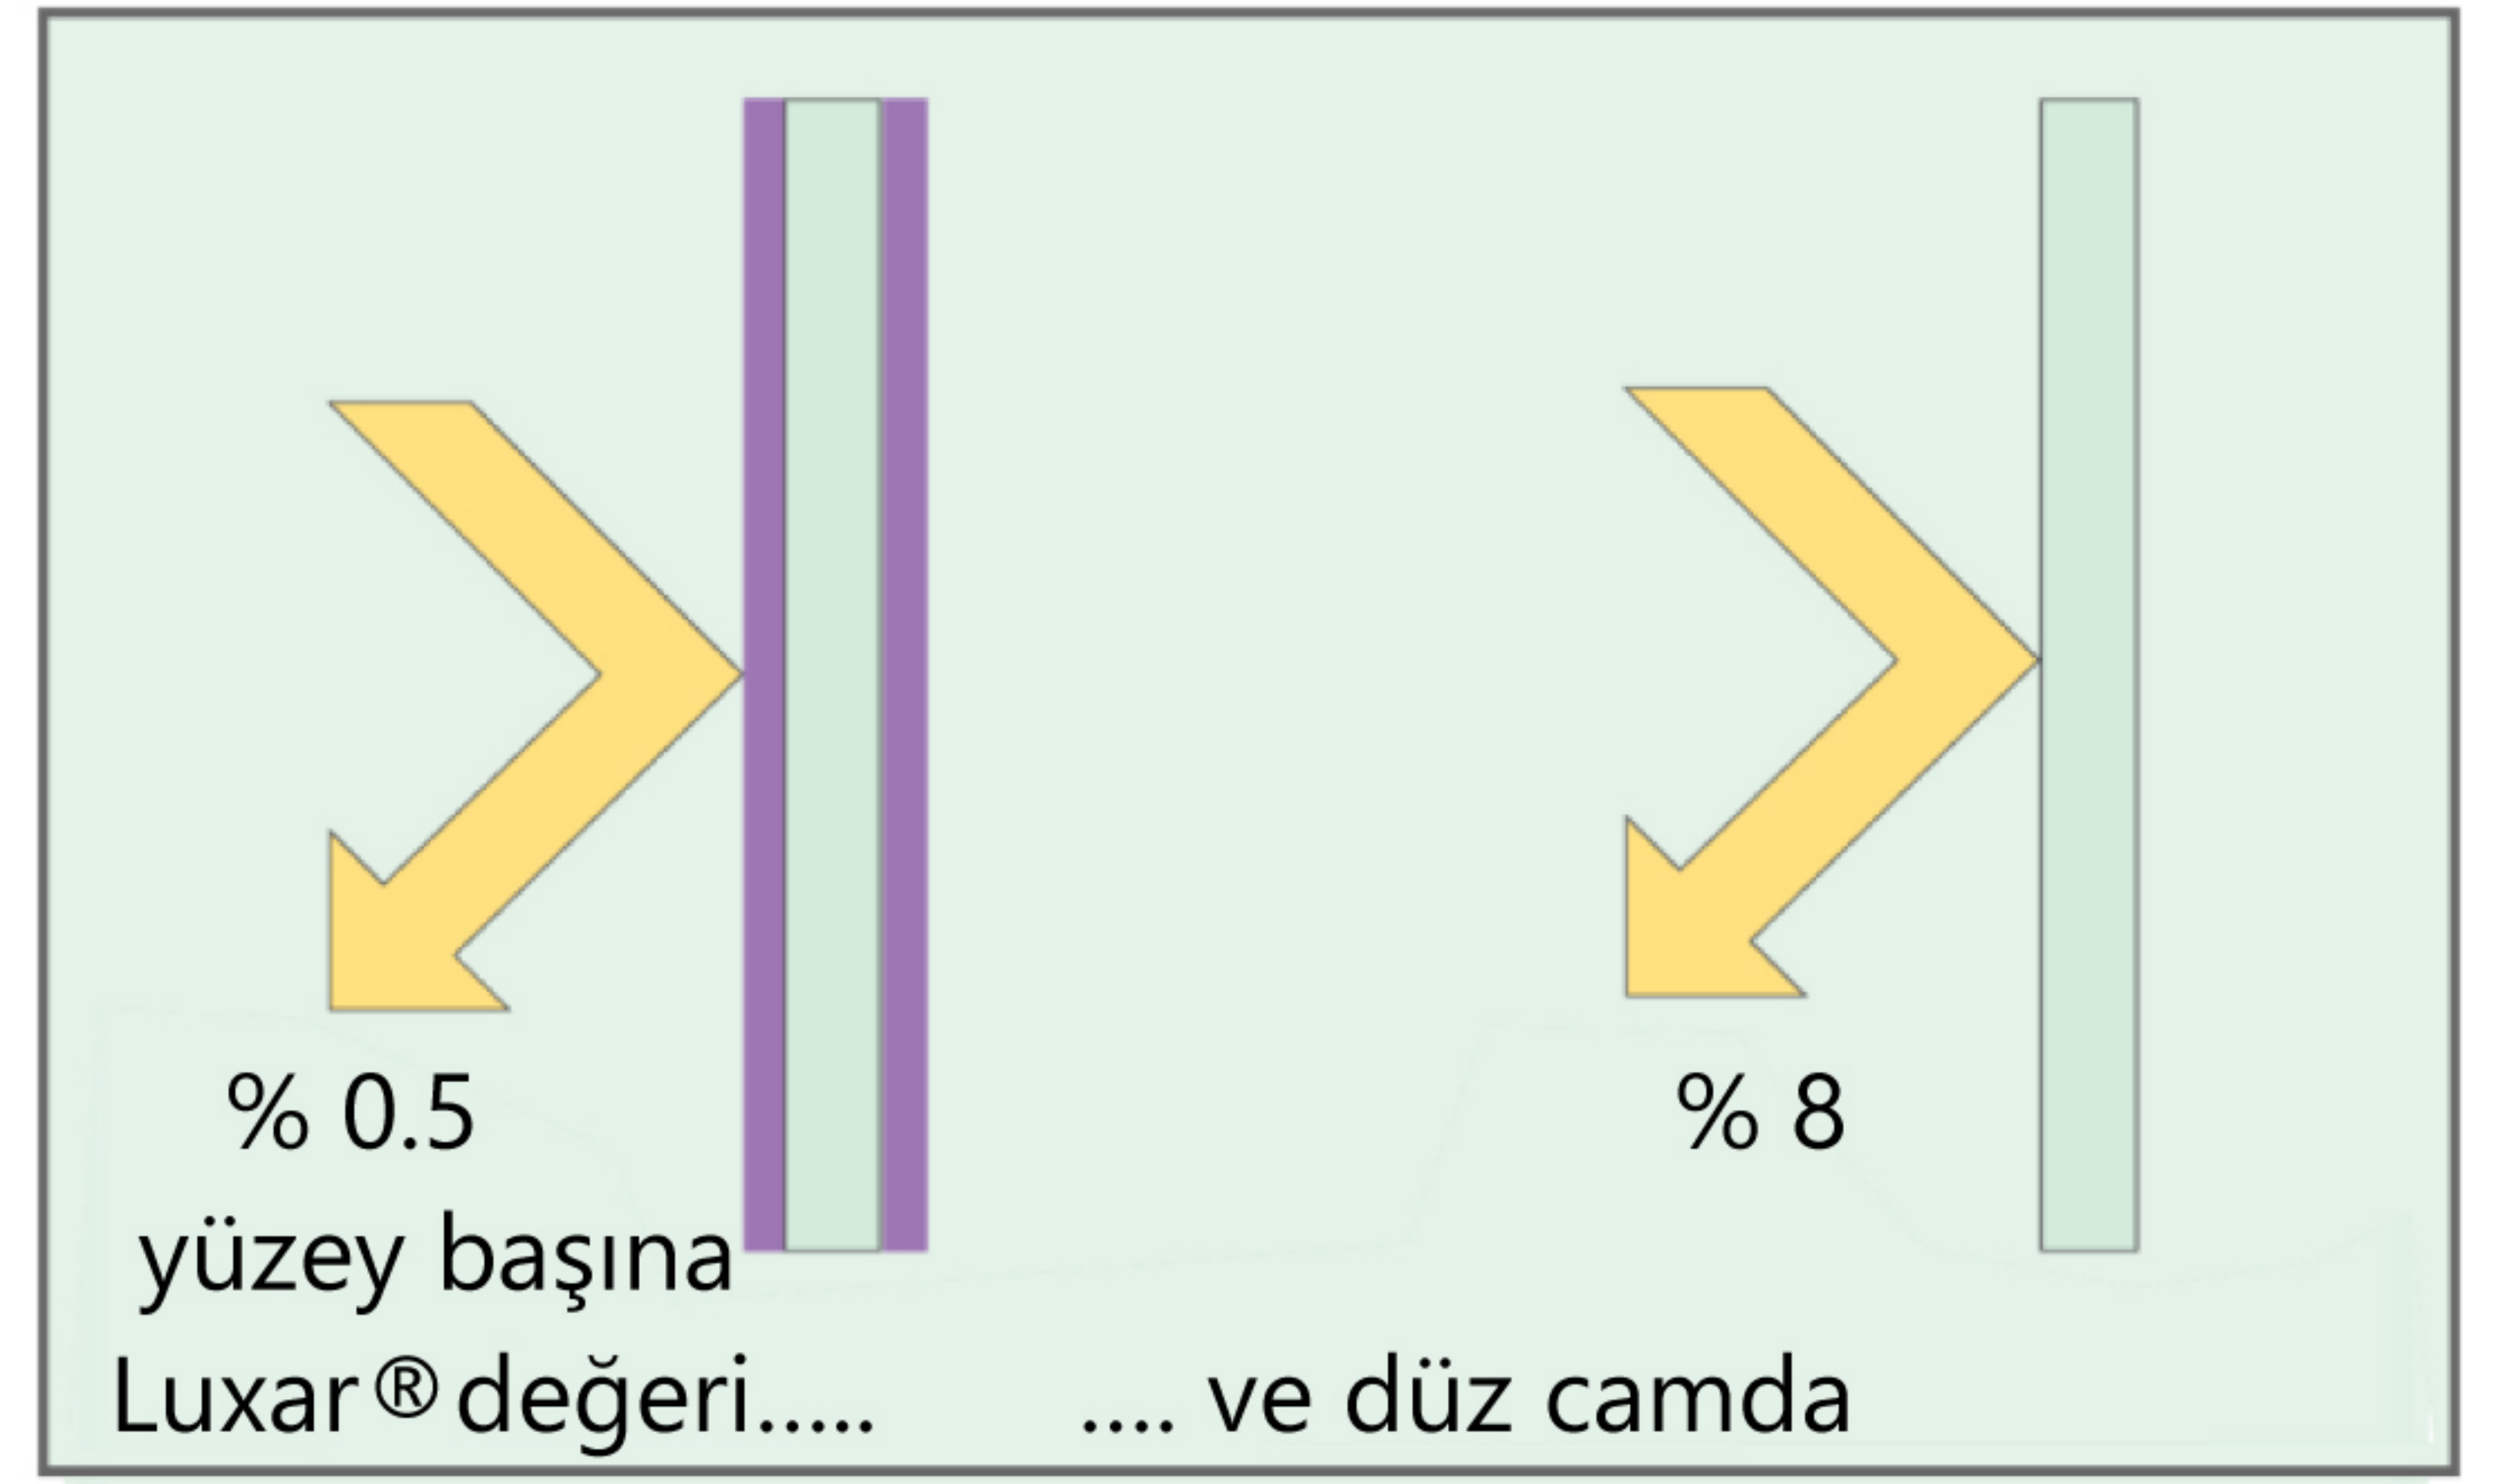 % 0.5
yüzey başına
Luxar® değeri.....
% 8
.... ve düz camda